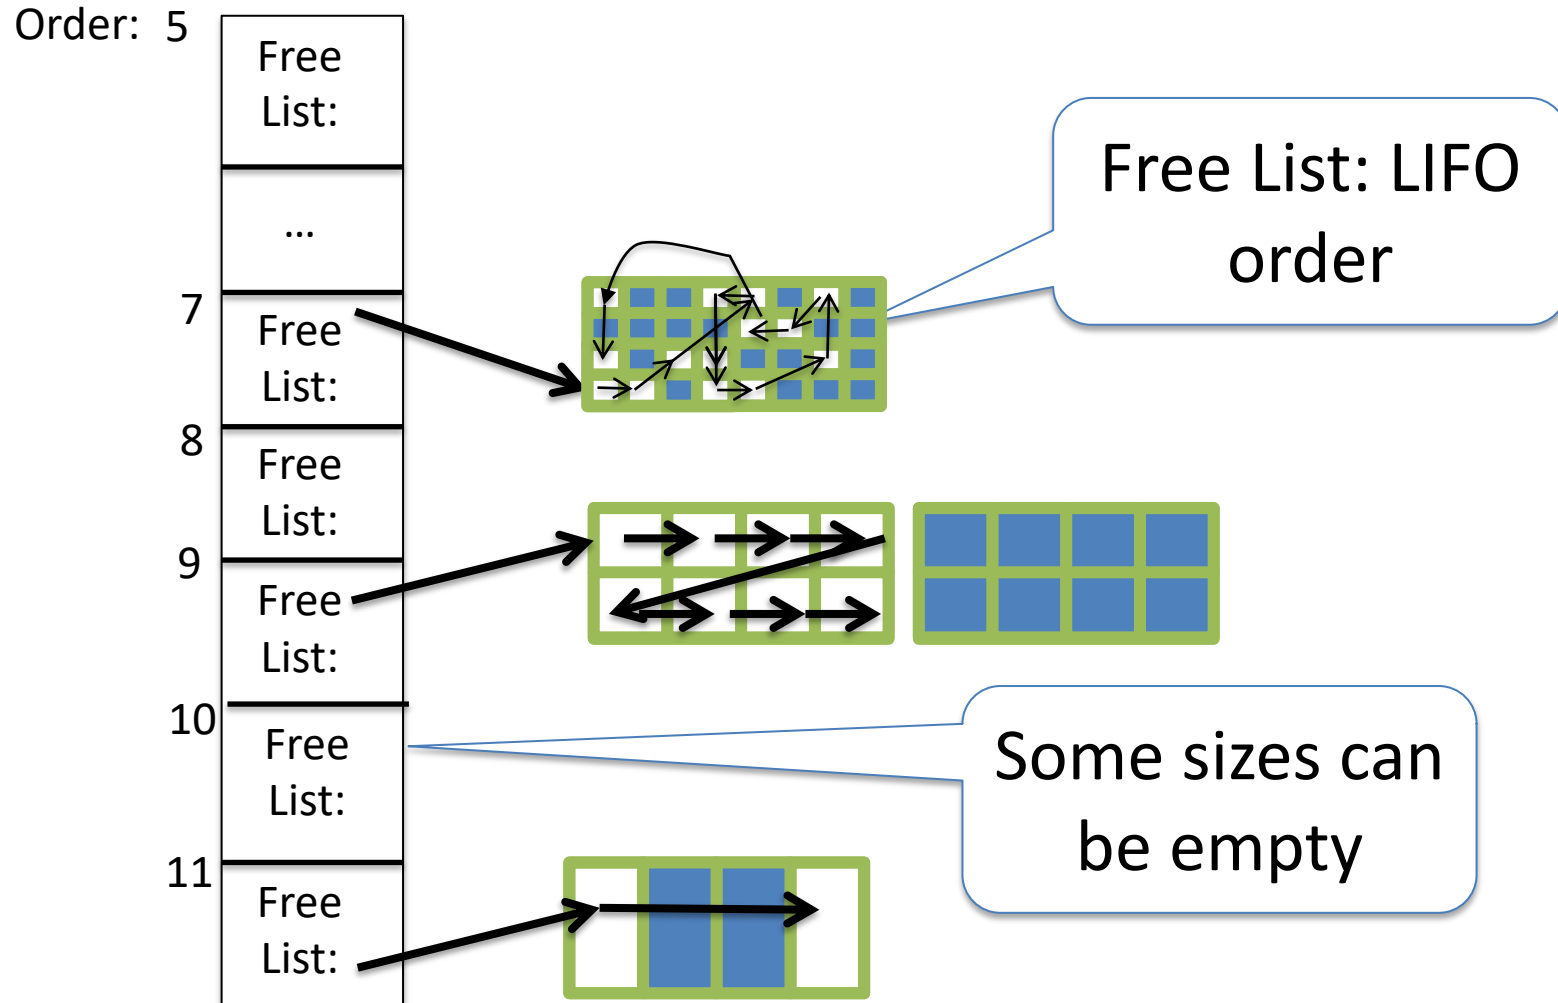 Order: 5
Free
List:
...
Free List: LIFO
order
7
Free
List:
8
Free
List:
9
Free
List:
10
Free
List:
Some sizes can
be empty
11
Free
List: